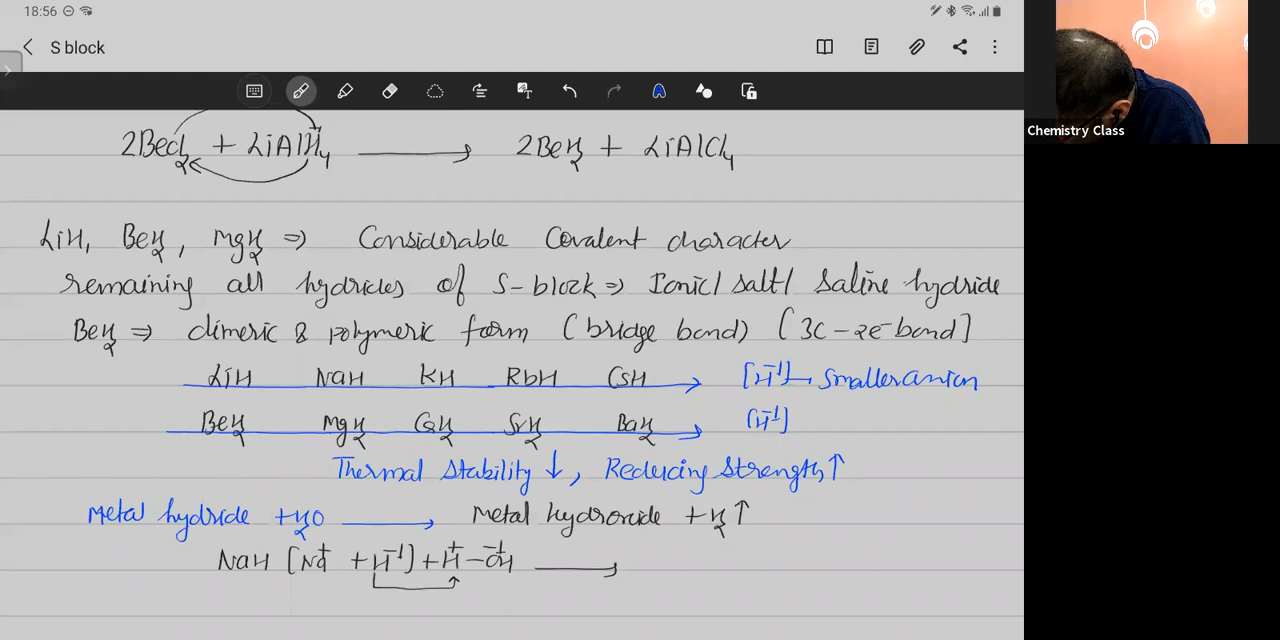 18:56
S block
Chemistry Class
2BeCl₂ + LiAlH₄ ⟶ 2BeH₂ + LiAlCl₄
LiH, BeH₂, MgH₂ ⇒ Considerable Covalent character
remaining all hydrides of S-block ⇒ Ionic/ salt/ Saline hydride
BeH₂ ⇒ dimeric & polymeric form (bridge bond) [3C-2e⁻ bond]
LiH NaH KH RbH CsH [H⁻¹] → Smaller anion
BeH₂ MgH₂ CaH₂ SrH₂ BaH₂ [H⁻¹]
Thermal Stability ↓, Reducing Strength ↑
Metal hydride + H₂O ⟶ Metal hydroxide + H₂ ↑
NaH [Na⁺ + H⁻¹] + H⁺ – OH⁻¹ ⟶